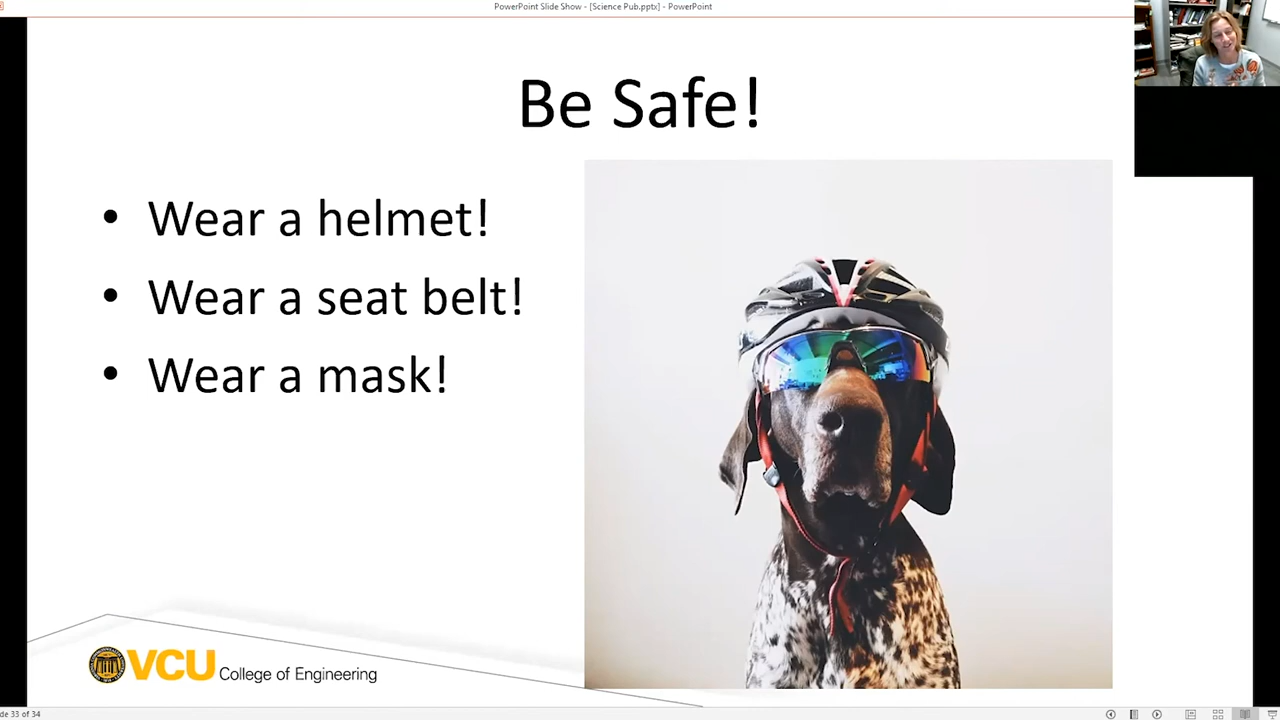 PowerPoint Slide Show - [Science Pub.pptx] - PowerPoint
Be Safe!
• Wear a helmet!
• Wear a seat belt!
• Wear a mask!
VCU College of Engineering
de 33 of 34